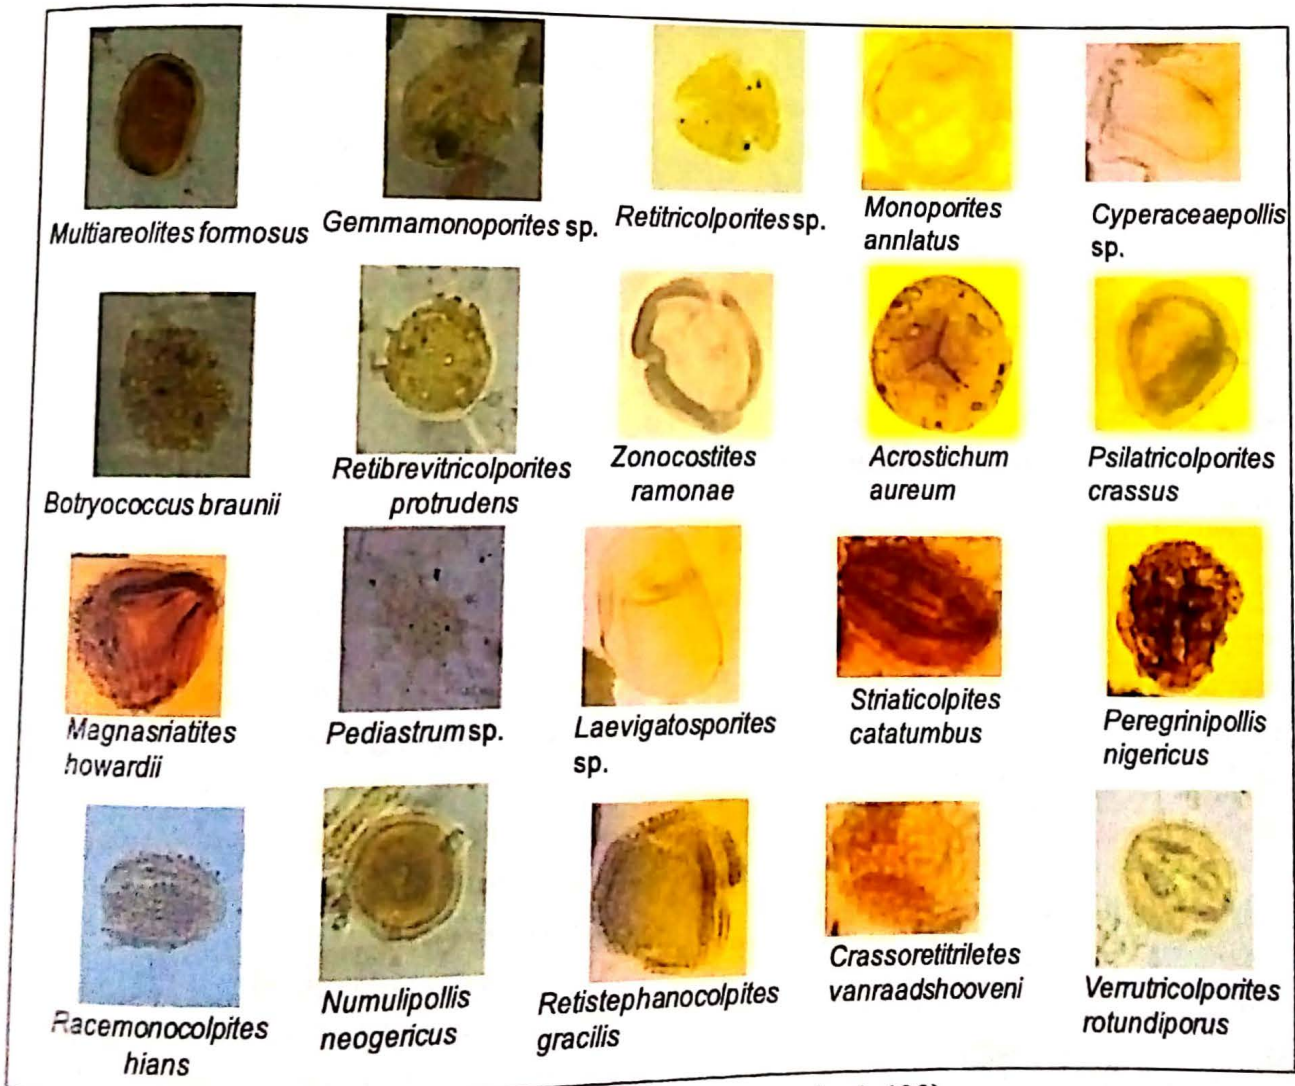 Multiareolites formosus
Gemmamonoporites sp.
Retitricolporites sp.
Monoporites
annlatus
Cyperaceaepollis
sp.
Botryococcus braunii
Retibrevitricolporites
protrudens
Zonocostites
ramonae
Acrostichum
aureum
Psilatricolporites
crassus
Magnasriatites
howardii
Pediastrum sp.
Laevigatosporites
sp.
Striaticolpites
catatumbus
Peregrinipollis
nigericus
Racemonocolpites
hians
Numulipollis
neogericus
Retistephanocolpites
gracilis
Crassoretitriletes
vanraadshooveni
Verrutricolporites
rotundiporus